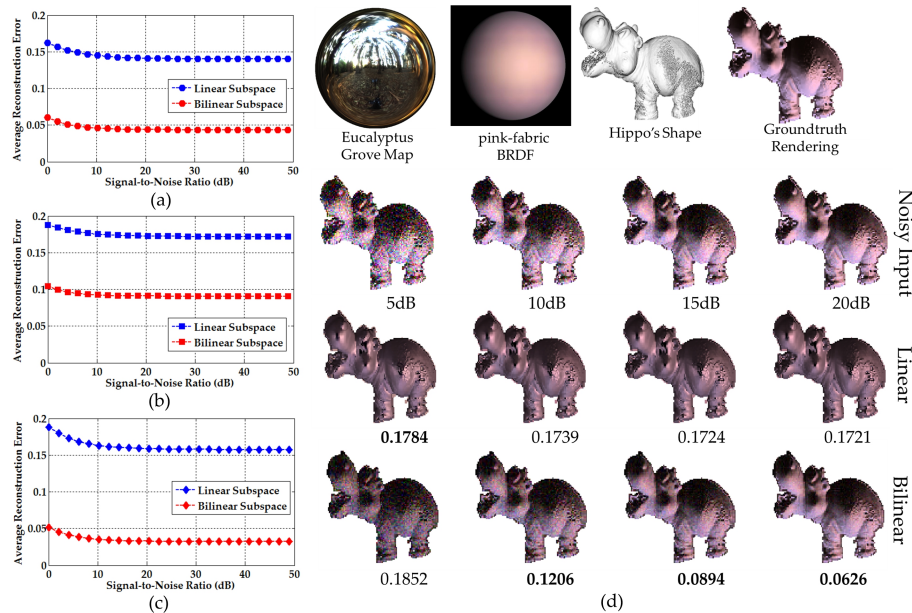 0.2
0.15
0.1
0.05
0
Average Reconstruction Error
Linear Subspace
Bilinear Subspace
0 10 20 30 40 50
Signal-to-Noise Ratio (dB)
(a)
0.2
0.15
0.1
0.05
0
Average Reconstruction Error
Linear Subspace
Bilinear Subspace
0 10 20 30 40 50
Signal-to-Noise Ratio (dB)
(b)
0.2
0.15
0.1
0.05
0
Average Reconstruction Error
Linear Subspace
Bilinear Subspace
0 10 20 30 40 50
Signal-to-Noise Ratio (dB)
(c)
Eucalyptus
Grove Map
pink-fabric
BRDF
Hippo's Shape
Groundtruth
Rendering
5dB 10dB 15dB 20dB
Noisy Input
0.1784 0.1739 0.1724 0.1721
Linear
0.1852 0.1206 0.0894 0.0626
Bilinear
(d)